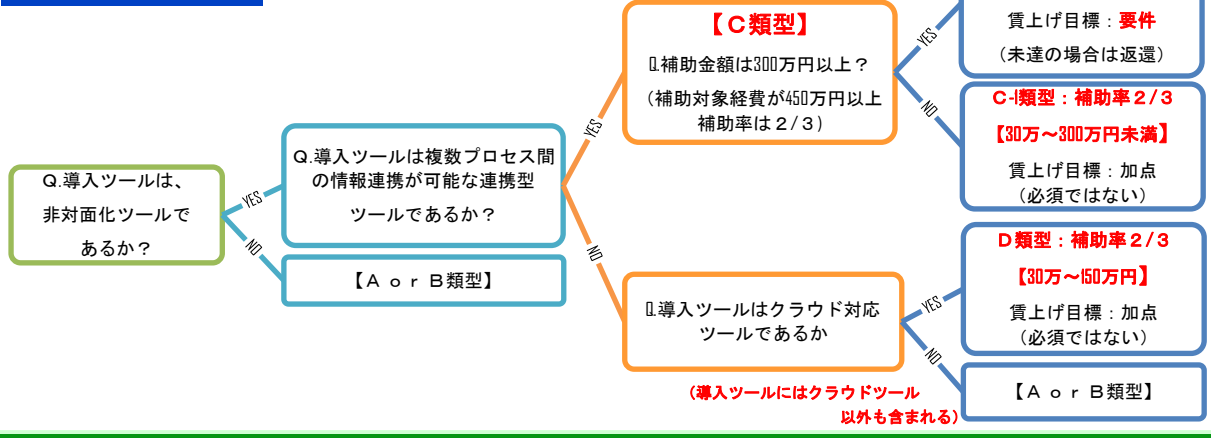 Q.導入ツールは、
非対面化ツールで
あるか？
YES
NO
Q.導入ツールは複数プロセス間
の情報連携が可能な連携型
ツールであるか？
【Ａ ｏｒ Ｂ類型】
YES
NO
【Ｃ類型】
Q.補助金額は300万円以上？
（補助対象経費が450万円以上
補助率は２/３）
YES
NO
賃上げ目標：要件
（未達の場合は返還）
C-1類型：補助率２/３
【30万～300万円未満】
賃上げ目標：加点
（必須ではない）
Q.導入ツールはクラウド対応
ツールであるか
YES
NO
Ｄ類型：補助率２/３
【30万～150万円】
賃上げ目標：加点
（必須ではない）
【Ａ ｏｒ Ｂ類型】
（導入ツールにはクラウドツール
以外も含まれる）